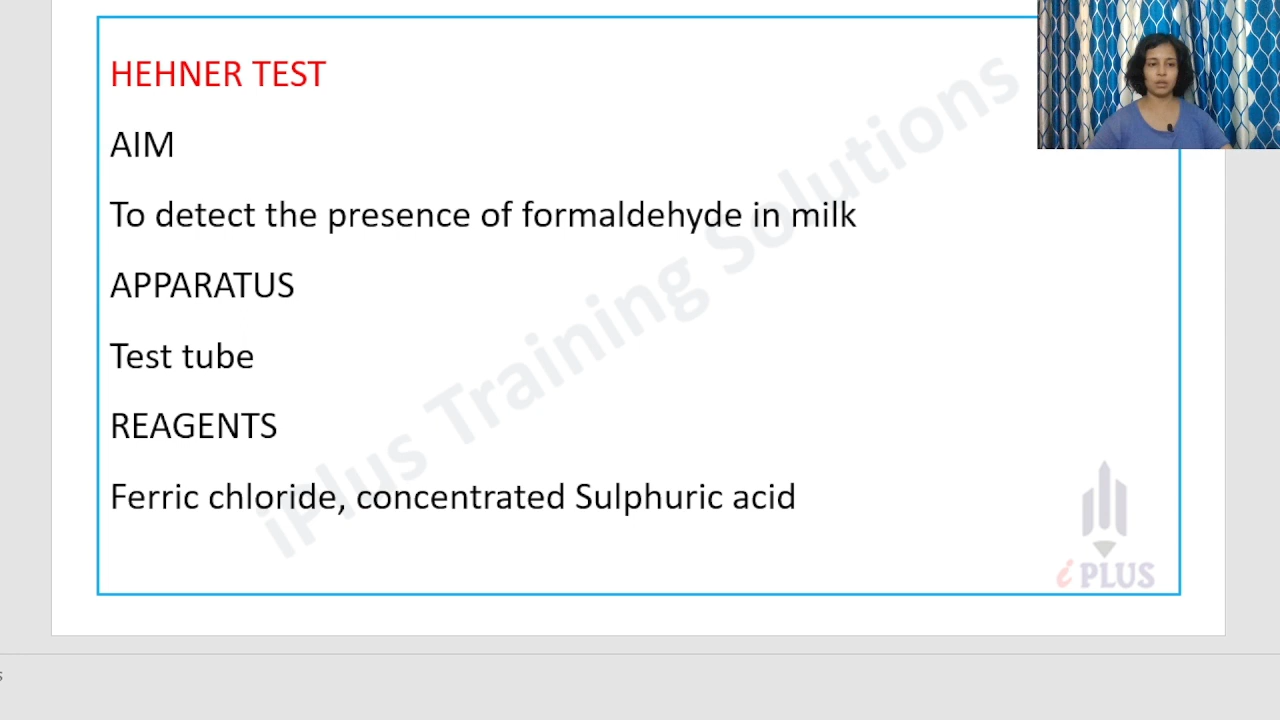 HEHNER TEST
AIM
To detect the presence of formaldehyde in milk
APPARATUS
Test tube
REAGENTS
Ferric chloride, concentrated Sulphuric acid
iPlus Training Solutions
i PLUS
s